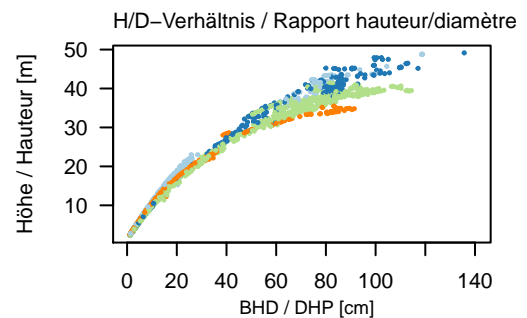 H/D−Verhältnis / Rapport hauteur/diamètre
Höhe / Hauteur [m]
50
40
30
20
10
0 20 40 60 80 100 140
BHD / DHP [cm]